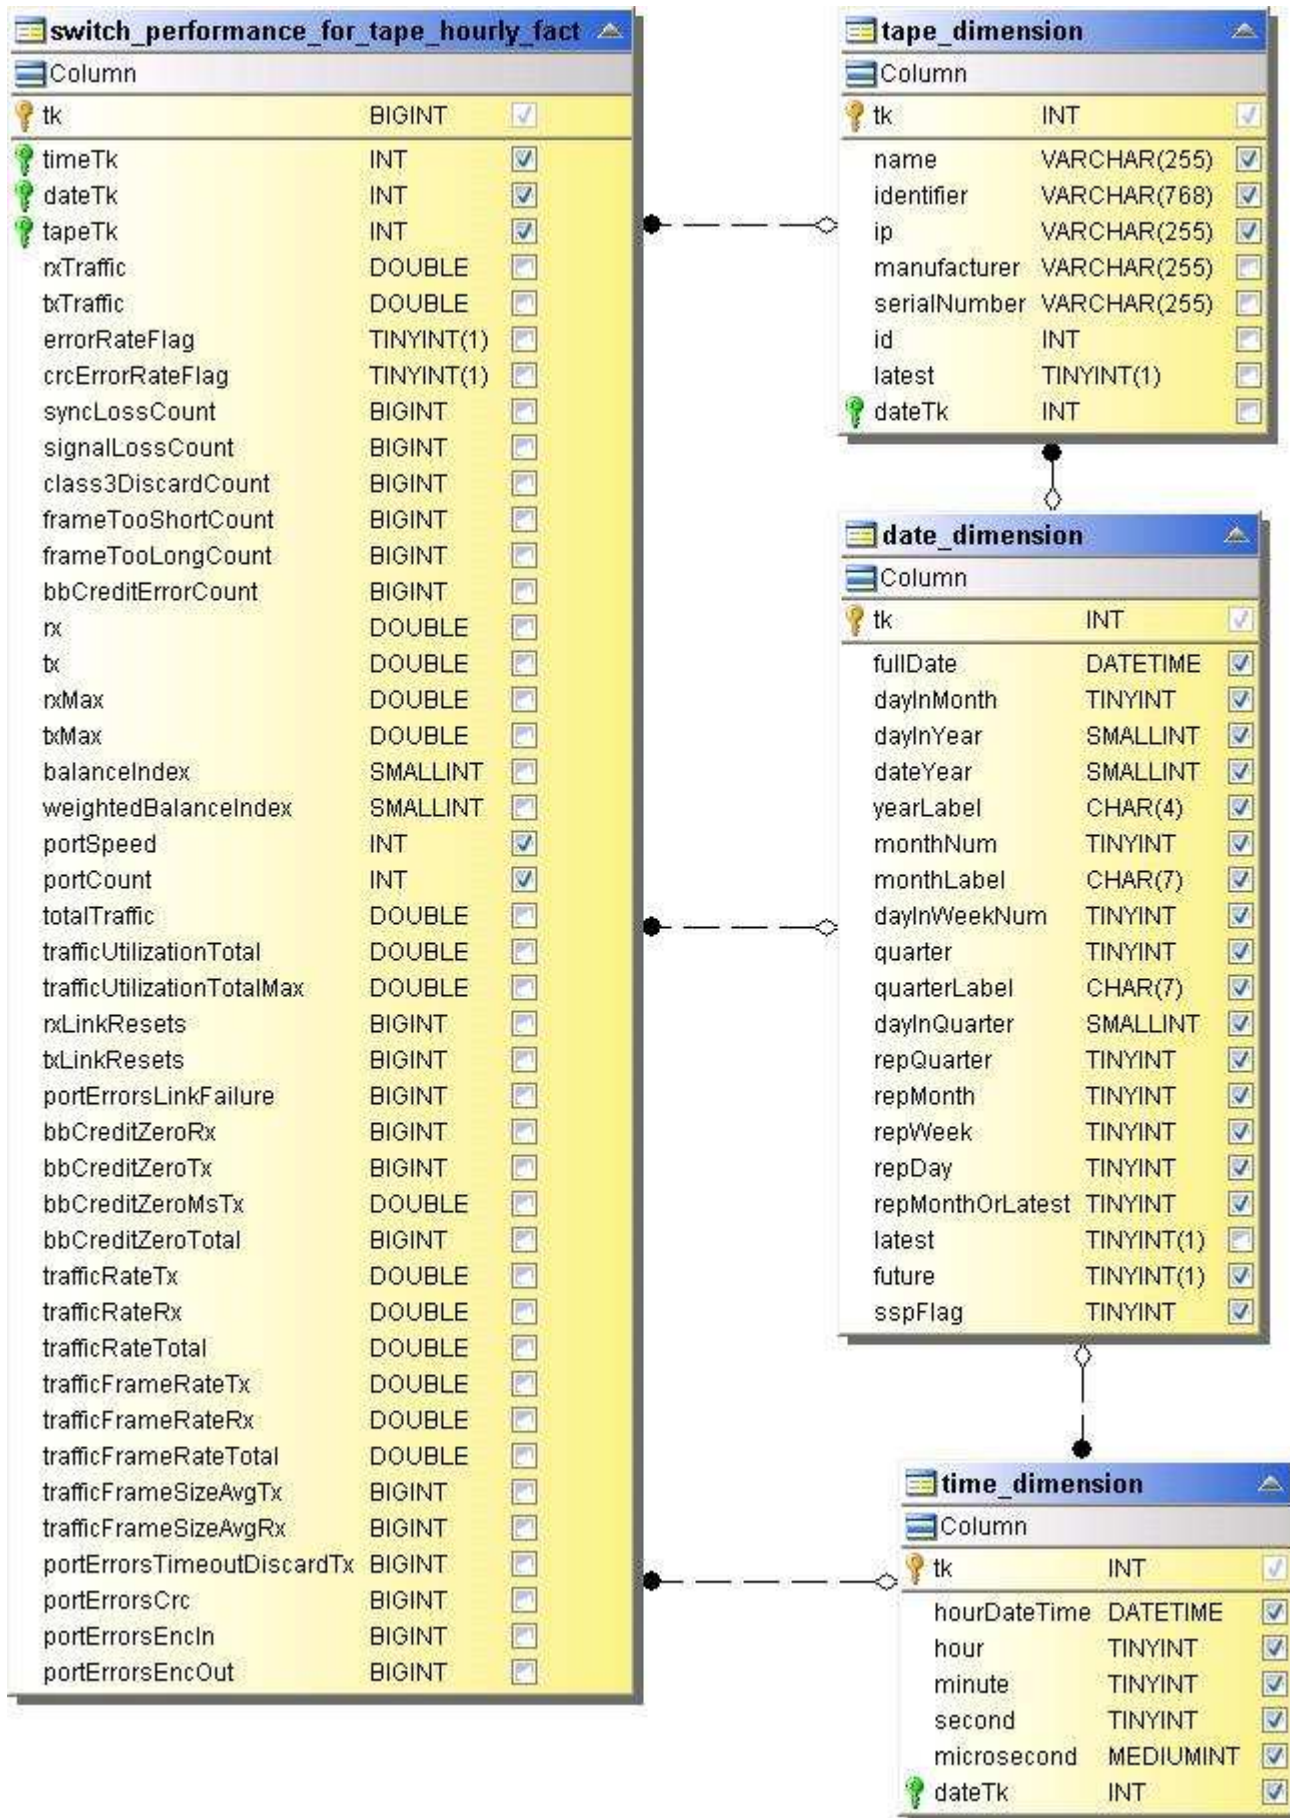 switch_performance_for_tape_hourly_fact
Column
tk BIGINT
timeTk INT
dateTk INT
tapeTk INT
rxTraffic DOUBLE
txTraffic DOUBLE
errorRateFlag TINYINT(1)
crcErrorRateFlag TINYINT(1)
syncLossCount BIGINT
signalLossCount BIGINT
class3DiscardCount BIGINT
frameTooShortCount BIGINT
frameTooLongCount BIGINT
bbCreditErrorCount BIGINT
rx DOUBLE
tx DOUBLE
rxMax DOUBLE
txMax DOUBLE
balanceIndex SMALLINT
weightedBalanceIndex SMALLINT
portSpeed INT
portCount INT
totalTraffic DOUBLE
trafficUtilizationTotal DOUBLE
trafficUtilizationTotalMax DOUBLE
rxLinkResets BIGINT
txLinkResets BIGINT
portErrorsLinkFailure BIGINT
bbCreditZeroRx BIGINT
bbCreditZeroTx BIGINT
bbCreditZeroMsTx DOUBLE
bbCreditZeroTotal BIGINT
trafficRateTx DOUBLE
trafficRateRx DOUBLE
trafficRateTotal DOUBLE
trafficFrameRateTx DOUBLE
trafficFrameRateRx DOUBLE
trafficFrameRateTotal DOUBLE
trafficFrameSizeAvgTx BIGINT
trafficFrameSizeAvgRx BIGINT
portErrorsTimeoutDiscardTx BIGINT
portErrorsCrc BIGINT
portErrorsEncIn BIGINT
portErrorsEncOut BIGINT
tape_dimension
Column
tk INT
name VARCHAR(255)
identifier VARCHAR(768)
ip VARCHAR(255)
manufacturer VARCHAR(255)
serialNumber VARCHAR(255)
id INT
latest TINYINT(1)
dateTk INT
date_dimension
Column
tk INT
fullDate DATETIME
dayInMonth TINYINT
dayInYear SMALLINT
dateYear SMALLINT
yearLabel CHAR(4)
monthNum TINYINT
monthLabel CHAR(7)
dayInWeekNum TINYINT
quarter TINYINT
quarterLabel CHAR(7)
dayInQuarter SMALLINT
repQuarter TINYINT
repMonth TINYINT
repWeek TINYINT
repDay TINYINT
repMonthOrLatest TINYINT
latest TINYINT(1)
future TINYINT(1)
sspFlag TINYINT
time_dimension
Column
tk INT
hourDateTime DATETIME
hour TINYINT
minute TINYINT
second TINYINT
microsecond MEDIUMINT
dateTk INT